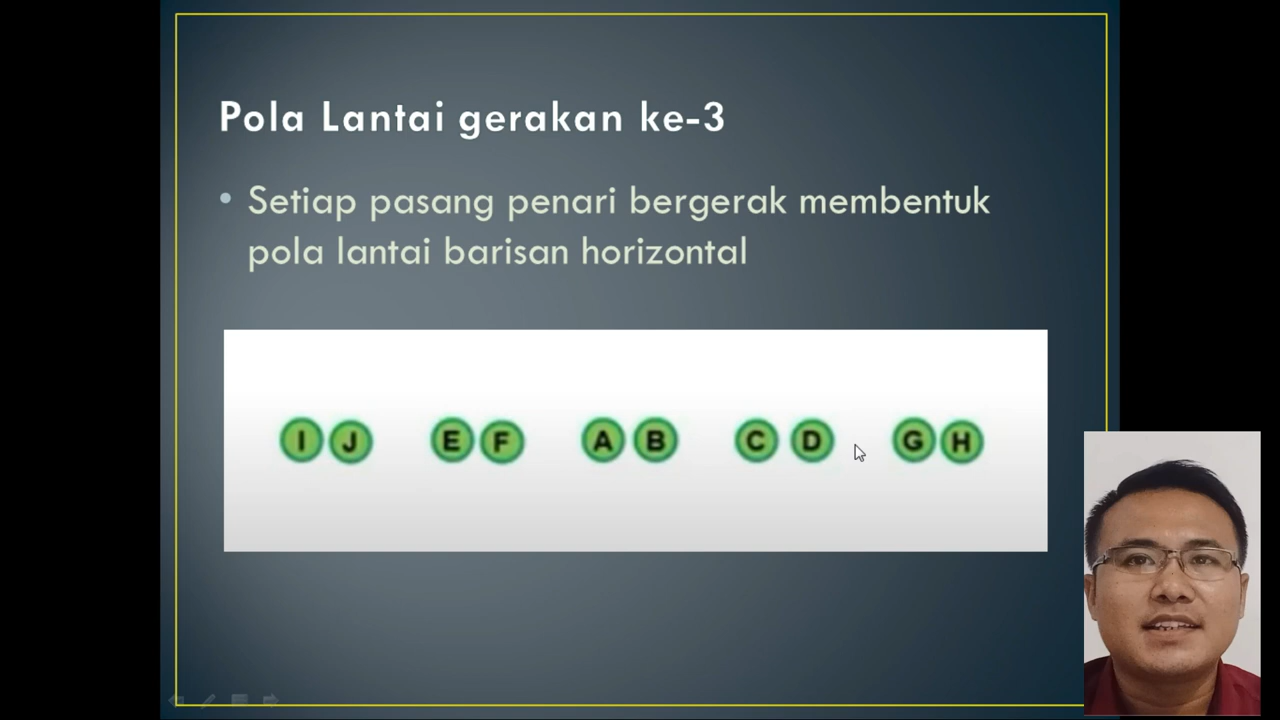 Pola Lantai gerakan ke-3
• Setiap pasang penari bergerak membentuk
pola lantai barisan horizontal
I J E F A B C D G H